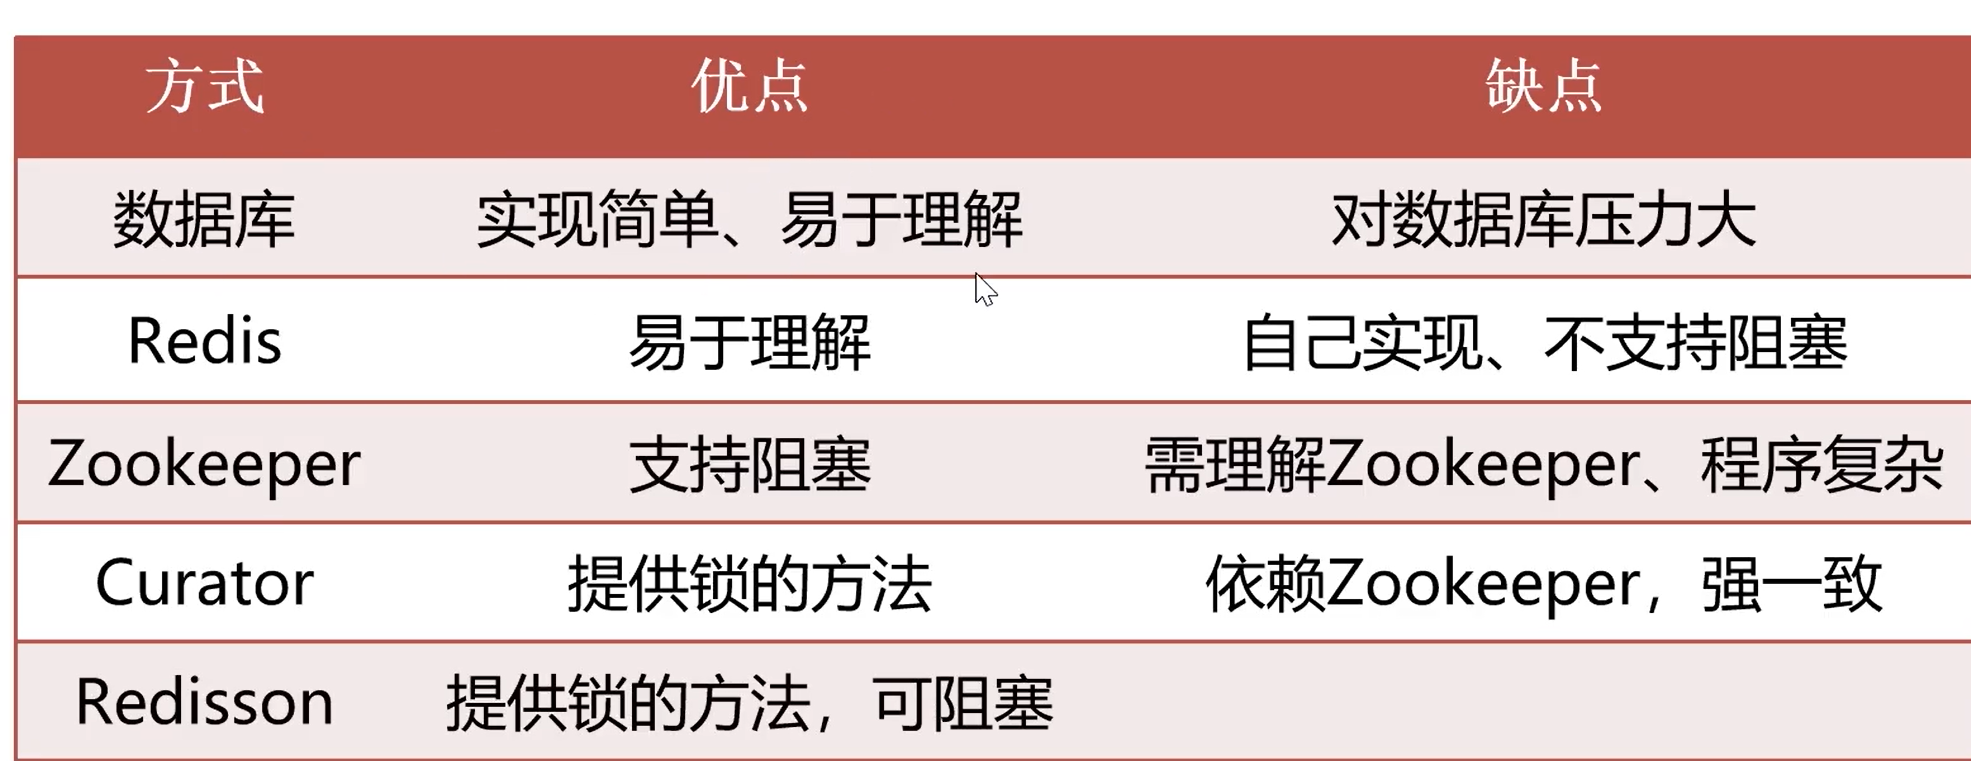 方式 优点 缺点
数据库 实现简单、易于理解 对数据库压力大
Redis 易于理解 自己实现、不支持阻塞
Zookeeper 支持阻塞 需理解Zookeeper、程序复杂
Curator 提供锁的方法 依赖Zookeeper，强一致
Redisson 提供锁的方法，可阻塞